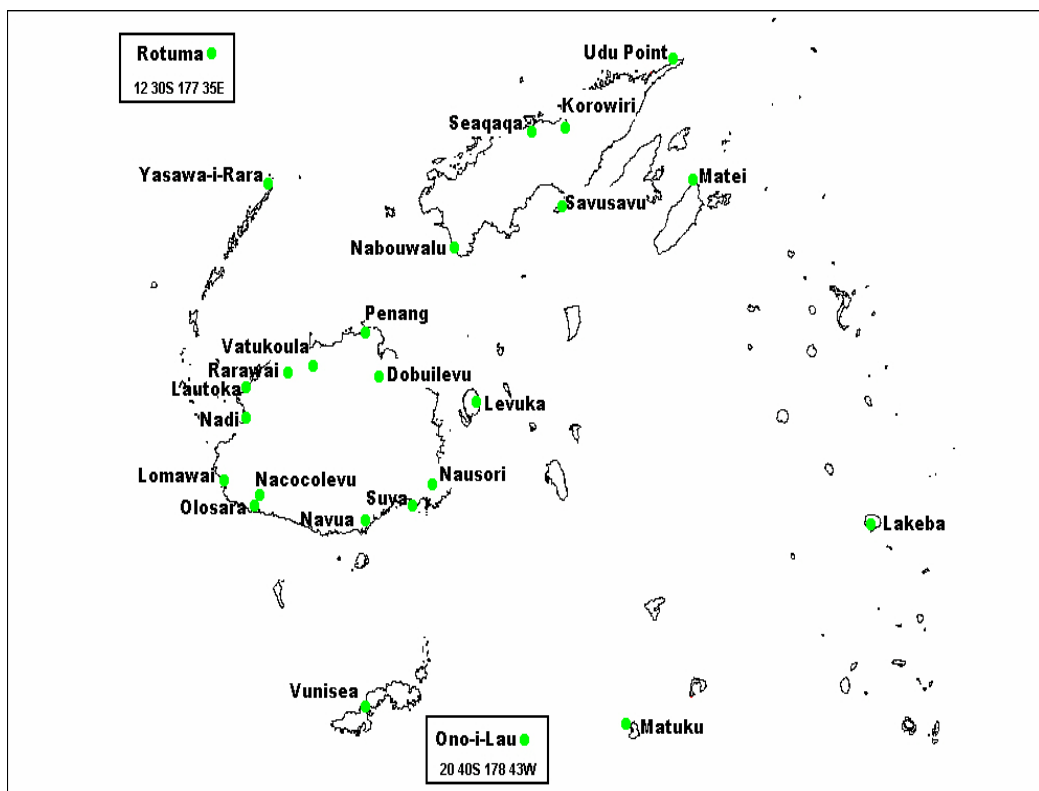 Udu Point
Rotuma
12 30S 177 35E
Korowiri
Seaqaqa
Yasawa-i-Rara
Matei
Savusavu
Nabouwalu
Penang
Vatukoula
Rarawai
Dobuilevu
Lautoka
Levuka
Nadi
Lomawai
Nacocolevu
Nausori
Suva
Olosara
Navua
Lakeba
Vunisea
Matuku
Ono-i-Lau
20 40S 178 43W